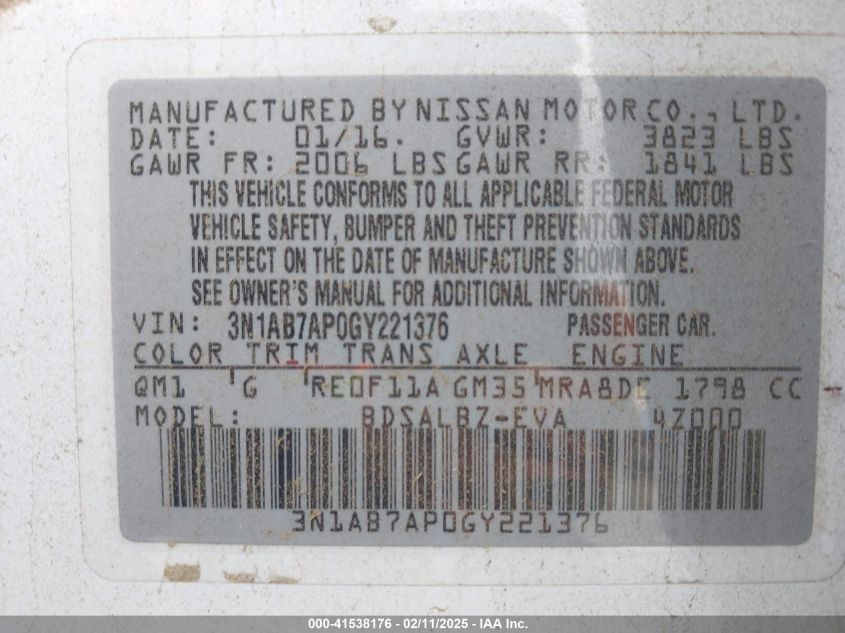 MANUFACTURED BY NISSAN MOTOR CO., LTD.
DATE: 01/16. GVWR: 3823 LBS
GAWR FR: 2006 LBS GAWR RR: 1841 LBS
THIS VEHICLE CONFORMS TO ALL APPLICABLE FEDERAL MOTOR
VEHICLE SAFETY, BUMPER AND THEFT PREVENTION STANDARDS
IN EFFECT ON THE DATE OF MANUFACTURE SHOWN ABOVE.
SEE OWNER'S MANUAL FOR ADDITIONAL INFORMATION.
VIN: 3N1AB7AP0GY221376 PASSENGER CAR.
COLOR TRIM TRANS AXLE ENGINE
QM1 'G 'RE0F11A GM35'MRA8DE 1798 CC
MODEL: BDSALBZ-EVA 4Z000
3N1AB7AP0GY221376
000-41538176 - 02/11/2025 - IAA, Inc.